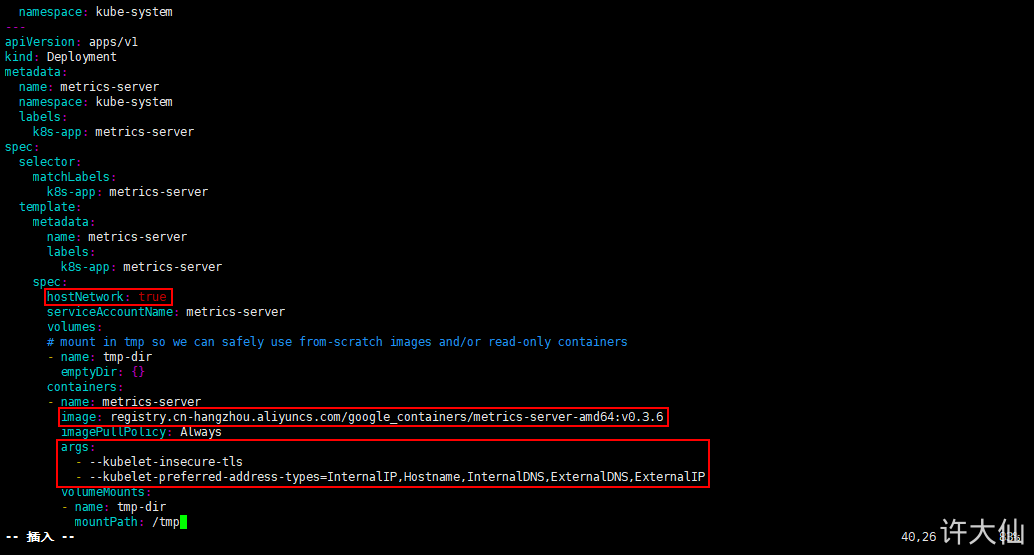 namespace: kube-system
---
apiVersion: apps/v1
kind: Deployment
metadata:
  name: metrics-server
  namespace: kube-system
  labels:
    k8s-app: metrics-server
spec:
  selector:
    matchLabels:
      k8s-app: metrics-server
  template:
    metadata:
      name: metrics-server
      labels:
        k8s-app: metrics-server
    spec:
      hostNetwork: true
      serviceAccountName: metrics-server
      volumes:
      # mount in tmp so we can safely use from-scratch images and/or read-only containers
      - name: tmp-dir
        emptyDir: {}
      containers:
      - name: metrics-server
        image: registry.cn-hangzhou.aliyuncs.com/google_containers/metrics-server-amd64:v0.3.6
        imagePullPolicy: Always
        args:
          - --kubelet-insecure-tls
          - --kubelet-preferred-address-types=InternalIP,Hostname,InternalDNS,ExternalDNS,ExternalIP
        volumeMounts:
        - name: tmp-dir
          mountPath: /tmp
-- 插入 -- 40,26 83%
许大仙